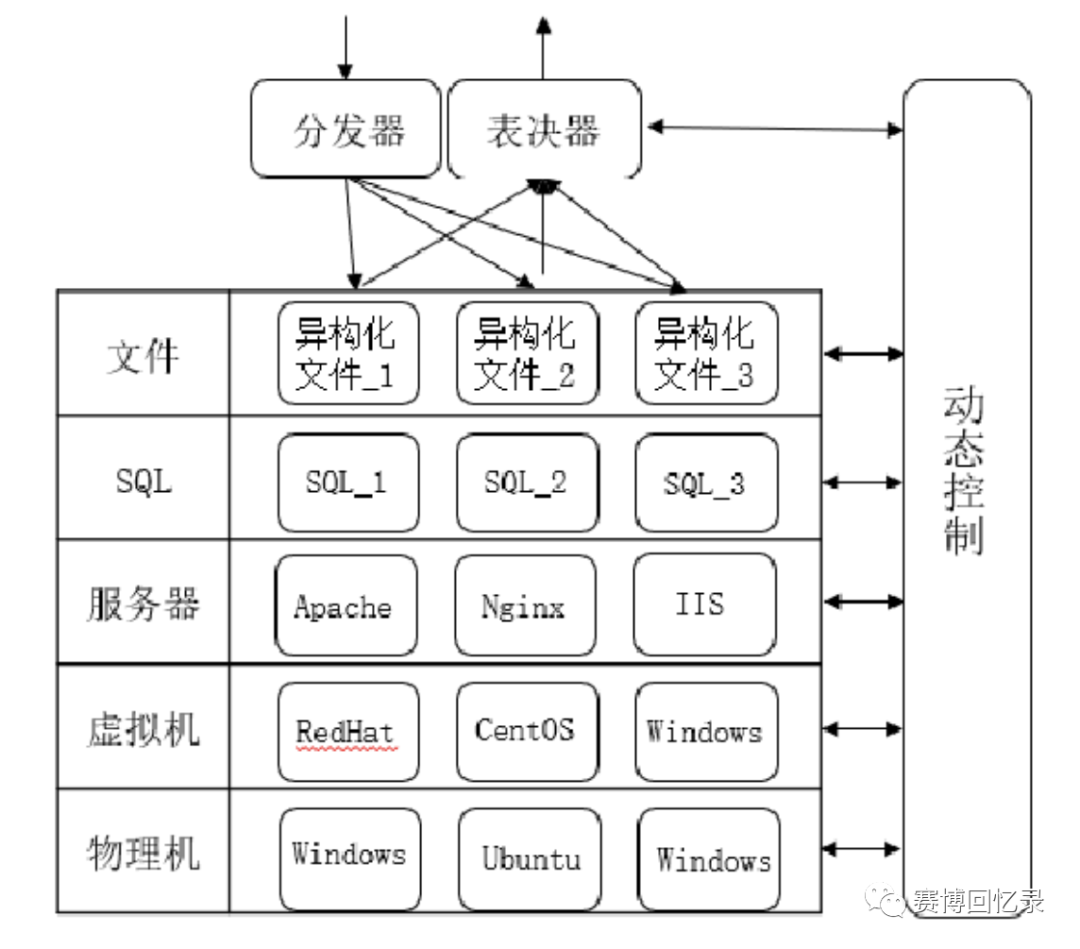 分发器
表决器
文件
异构化
文件_1
异构化
文件_2
异构化
文件_3
SQL
SQL_1
SQL_2
SQL_3
服务器
Apache
Nginx
IIS
虚拟机
RedHat
CentOS
Windows
物理机
Windows
Ubuntu
Windows
动态控制
赛博回忆录